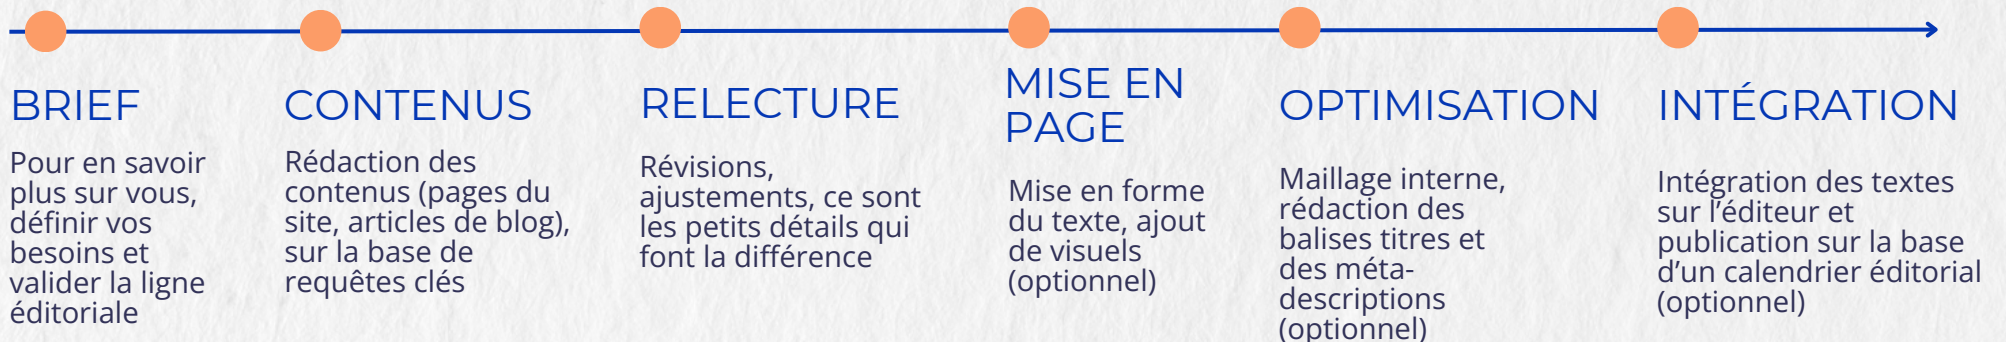 BRIEF
Pour en savoir
plus sur vous,
définir vos
besoins et
valider la ligne
éditoriale
CONTENUS
Rédaction des
contenus (pages du
site, articles de blog),
sur la base de
requêtes clés
RELECTURE
Révisions,
ajustements, ce sont
les petits détails qui
font la différence
MISE EN
PAGE
Mise en forme
du texte, ajout
de visuels
(optionnel)
OPTIMISATION
Maillage interne,
rédaction des
balises titres et
des méta-
descriptions
(optionnel)
INTÉGRATION
Intégration des textes
sur l’éditeur et
publication sur la base
d’un calendrier éditorial
(optionnel)